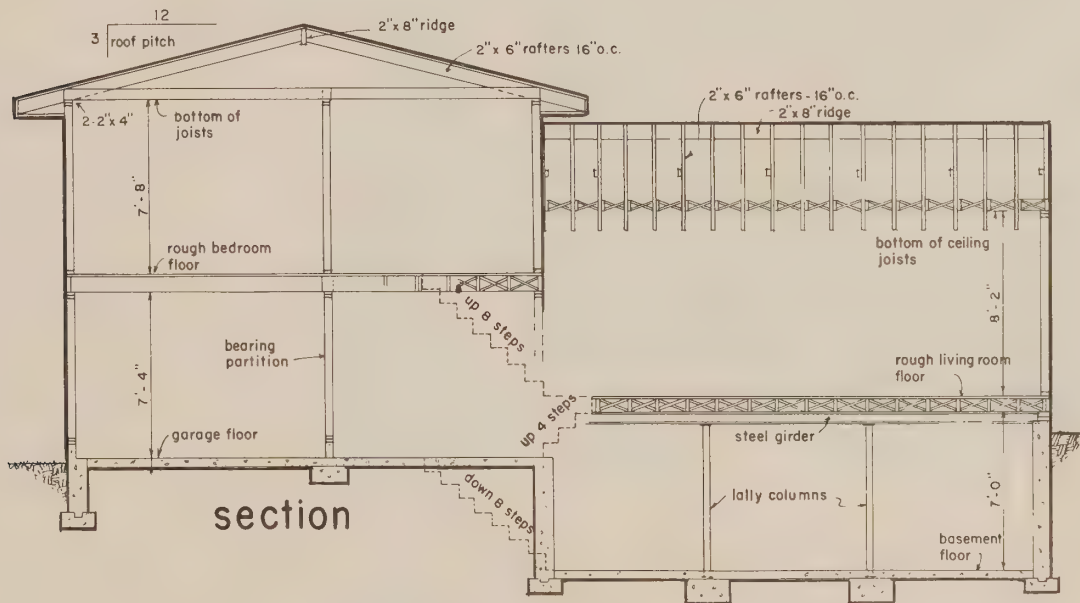 12
3 roof pitch
2"x 8" ridge
2"x 6" rafters 16" o.c.
2-2"x 4"
bottom of
joists
7'-8"
2"x 6" rafters - 16" o.c.
2"x 8" ridge
rough bedroom
floor
bottom of ceiling
joists
8'-2"
up 8 steps
bearing
partition
7'-4"
rough living room
floor
up 4 steps
garage floor
steel girder
down 8 steps
lally columns
7'-0"
section
basement
floor